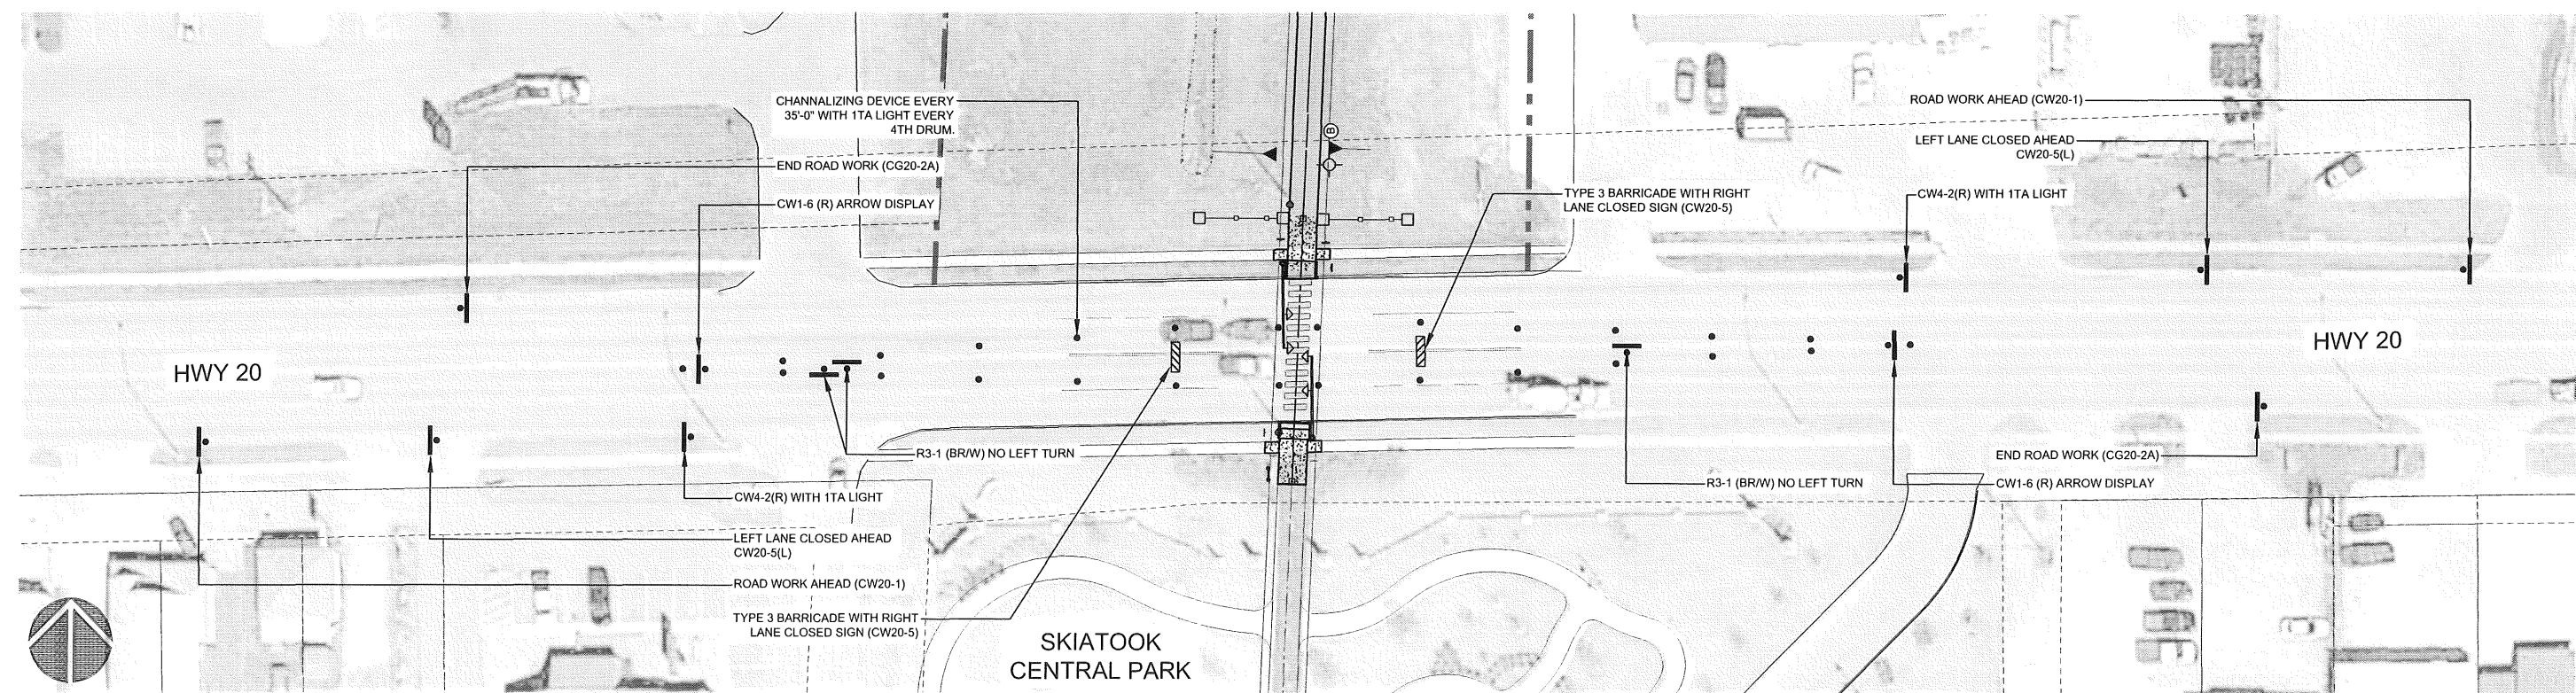 CHANNALIZING DEVICE EVERY
35'-0" WITH 1TA LIGHT EVERY
4TH DRUM.
END ROAD WORK (CG20-2A)
CW1-6 (R) ARROW DISPLAY
ROAD WORK AHEAD (CW20-1)
LEFT LANE CLOSED AHEAD
CW20-5(L)
TYPE 3 BARRICADE WITH RIGHT
LANE CLOSED SIGN (CW20-5)
CW4-2(R) WITH 1TA LIGHT
HWY 20
HWY 20
R3-1 (BR/W) NO LEFT TURN
END ROAD WORK (CG20-2A)
R3-1 (BR/W) NO LEFT TURN
CW1-6 (R) ARROW DISPLAY
CW4-2(R) WITH 1TA LIGHT
LEFT LANE CLOSED AHEAD
CW20-5(L)
ROAD WORK AHEAD (CW20-1)
TYPE 3 BARRICADE WITH RIGHT
LANE CLOSED SIGN (CW20-5)
SKIATOOK
CENTRAL PARK